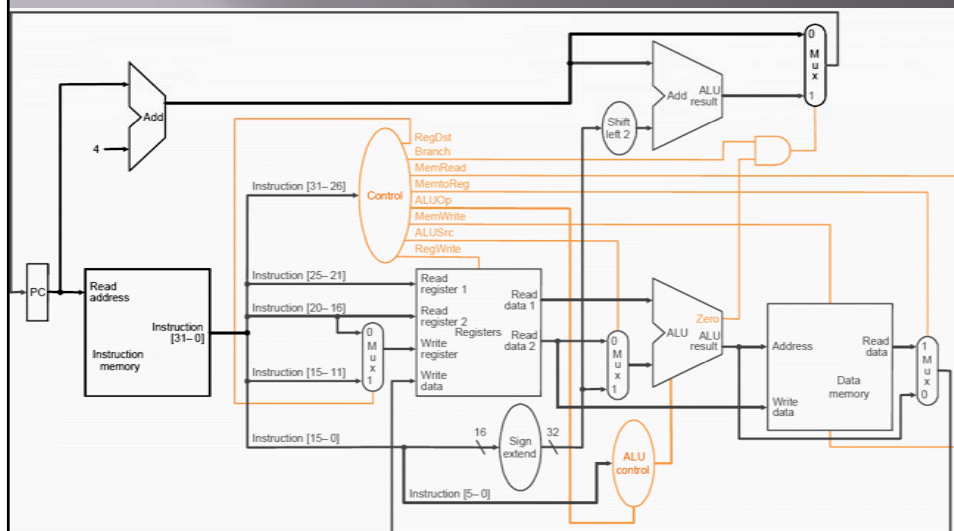 0
M
u
x
1
Add
ALU
result
Add
Shift
left 2
4
RegDst
Branch
MemRead
MemtoReg
ALUOp
MemWrite
ALUSrc
RegWrite
Control
Instruction [31–26]
PC
Read
address
Instruction
[31–0]
Instruction
memory
Instruction [25–21]
Instruction [20–16]
Instruction [15–11]
Instruction [15–0]
Instruction [5–0]
0
M
u
x
1
Read
register 1
Read
register 2
Registers
Write
register
Write
data
Read
data 1
Read
data 2
0
M
u
x
1
Zero
ALU
ALU
result
Address
Read
data
Data
memory
Write
data
1
M
u
x
0
16
Sign
extend
32
ALU
control